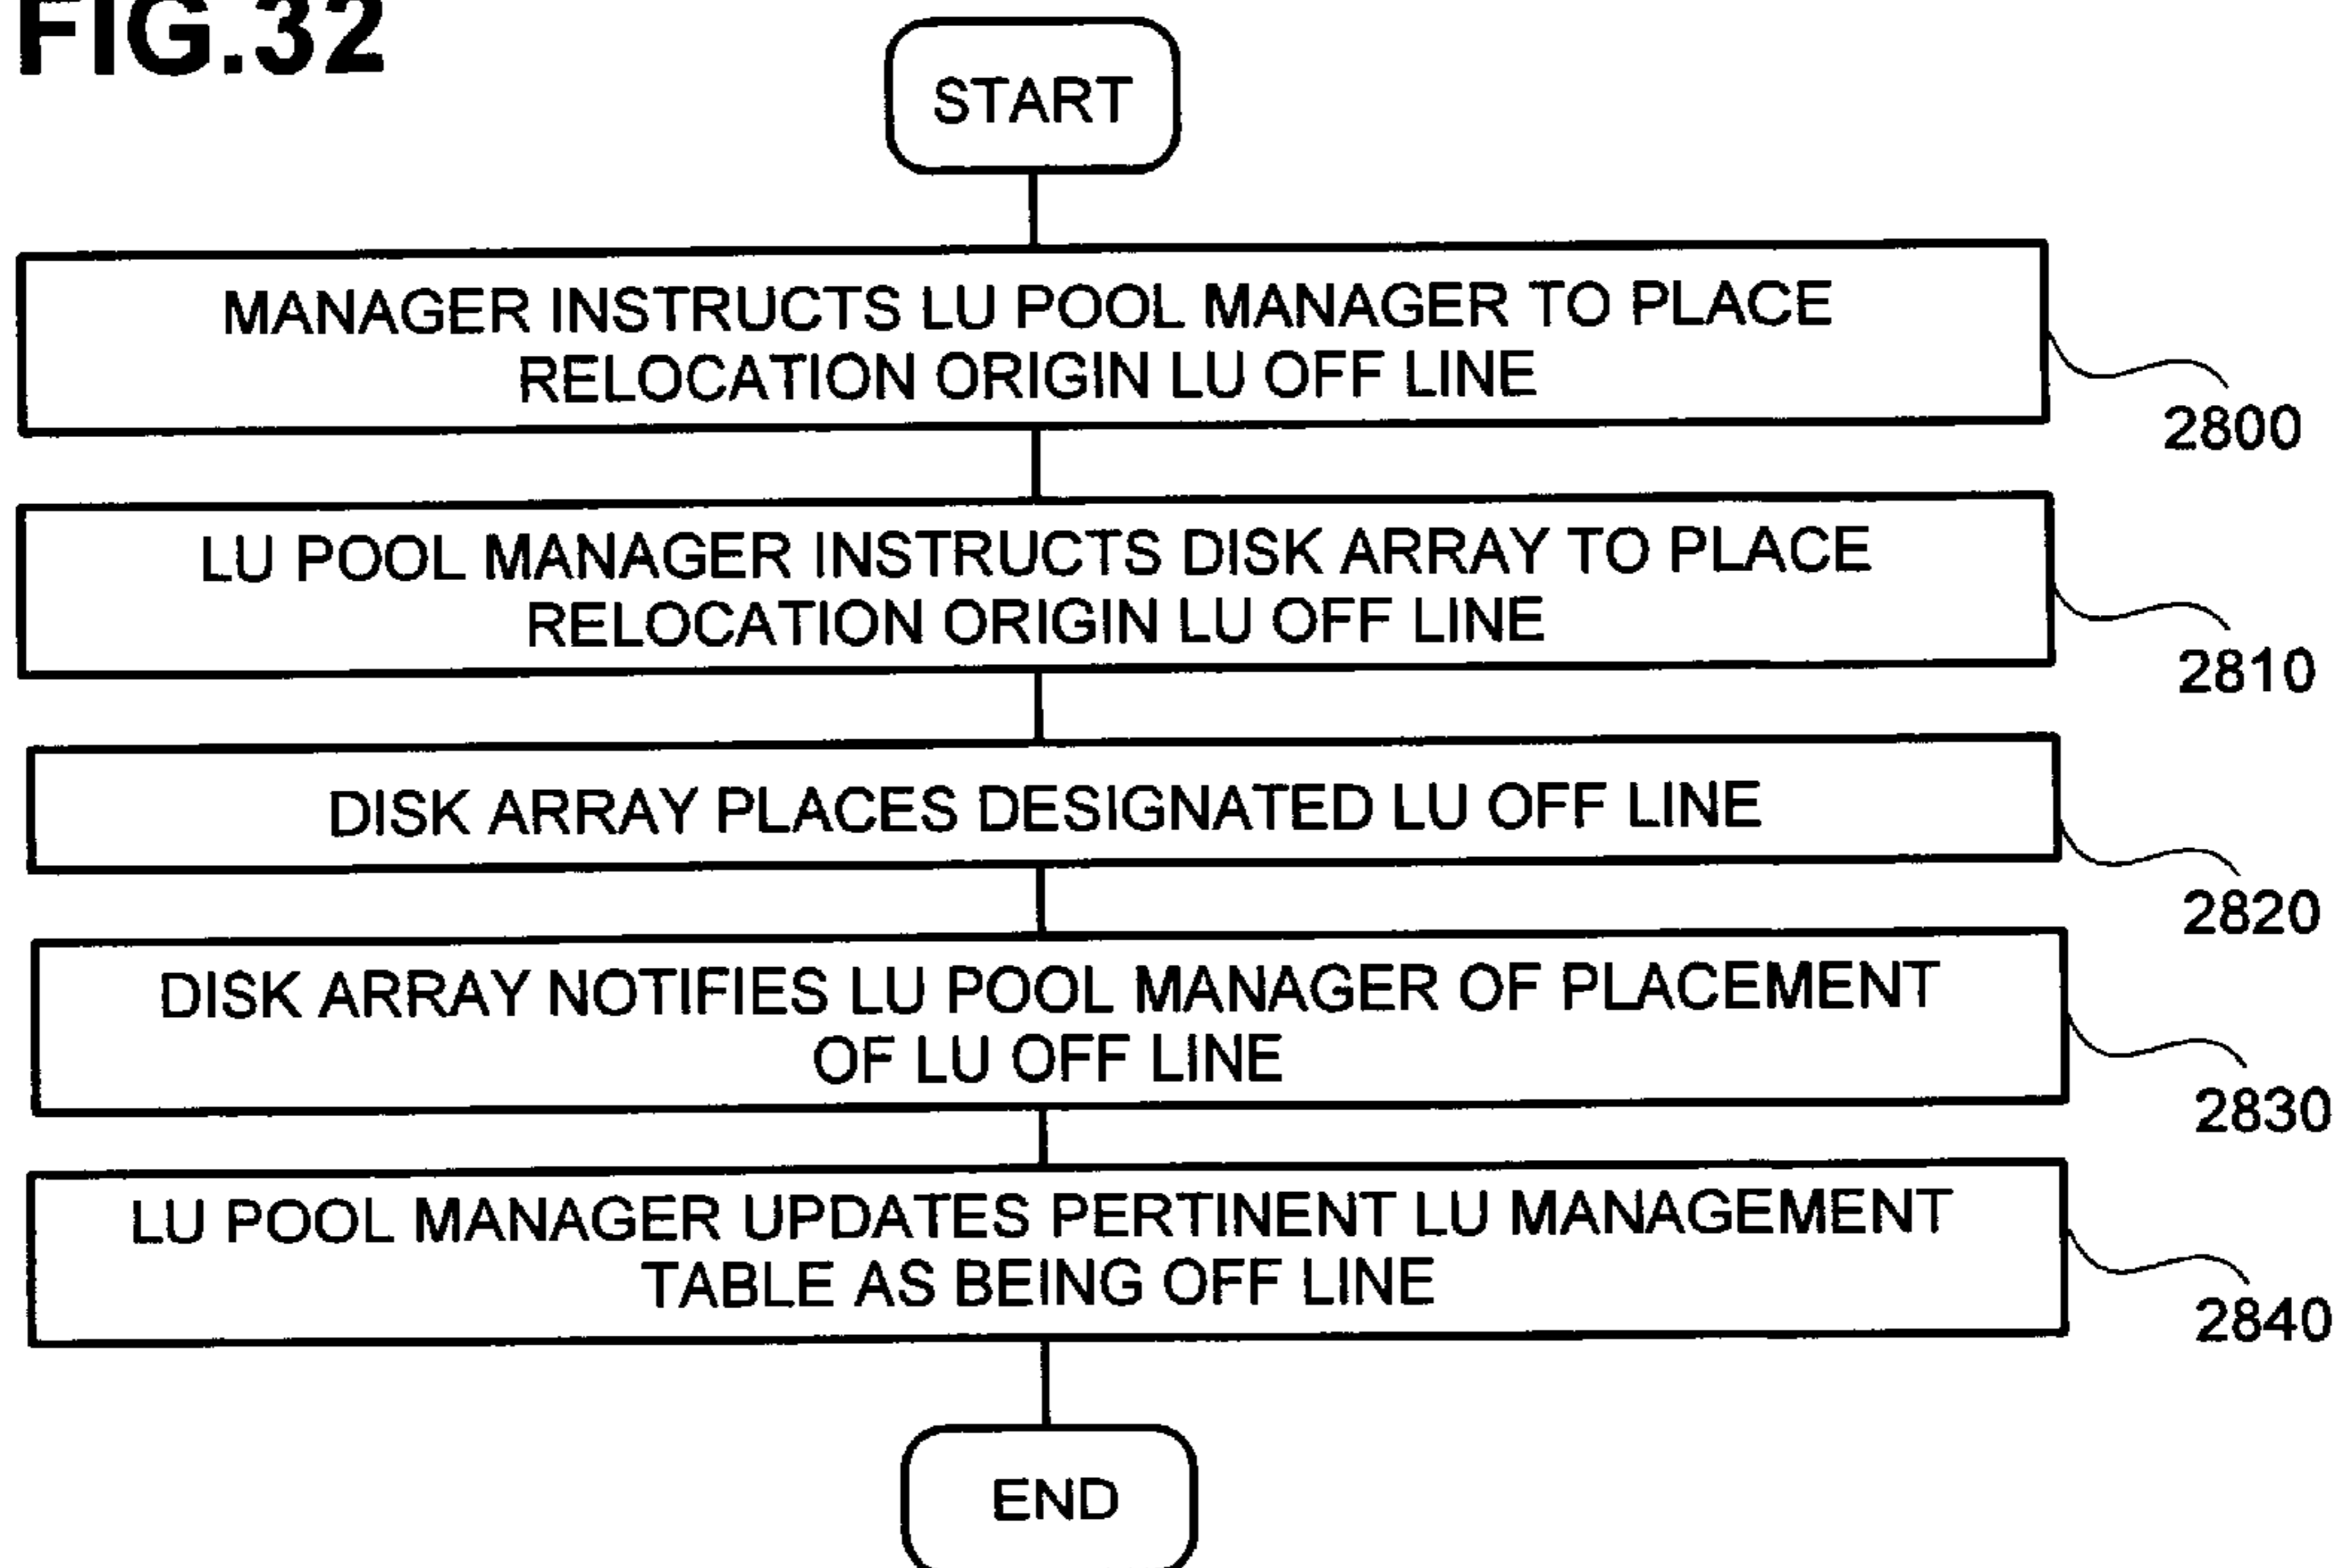 FIG.32
START
MANAGER INSTRUCTS LU POOL MANAGER TO PLACE
RELOCATION ORIGIN LU OFF LINE
2800
LU POOL MANAGER INSTRUCTS DISK ARRAY TO PLACE
RELOCATION ORIGIN LU OFF LINE
2810
DISK ARRAY PLACES DESIGNATED LU OFF LINE
2820
DISK ARRAY NOTIFIES LU POOL MANAGER OF PLACEMENT
OF LU OFF LINE
2830
LU POOL MANAGER UPDATES PERTINENT LU MANAGEMENT
TABLE AS BEING OFF LINE
2840
END